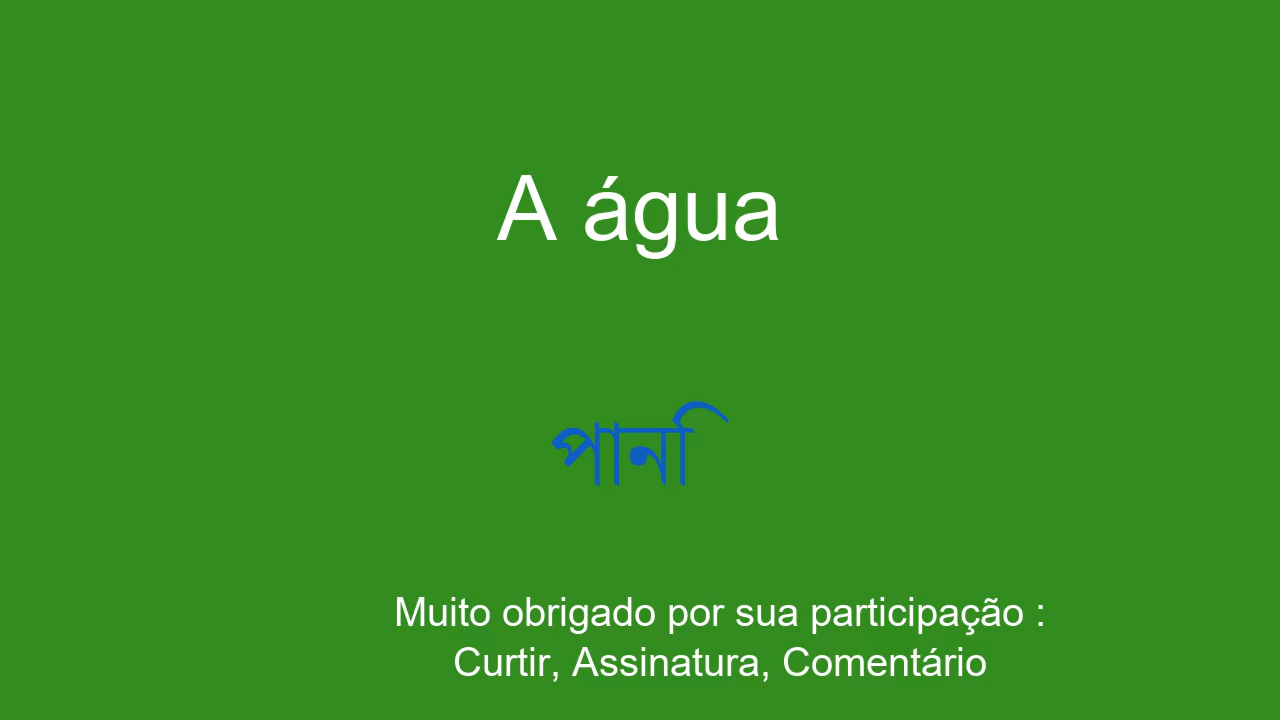 A água
পানি
Muito obrigado por sua participação :
Curtir, Assinatura, Comentário